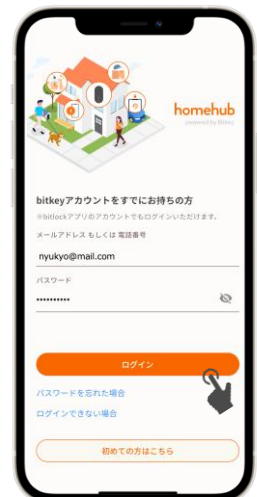 homehub
powered by Bitkey
bitkeyアカウントをすでにお持ちの方
※bitlockアプリのアカウントでもログインいただけます。
メールアドレス もしくは 電話番号
nyukyo@mail.com
パスワード
••••••••••
ログイン
パスワードを忘れた場合
ログインできない場合
初めての方はこちら